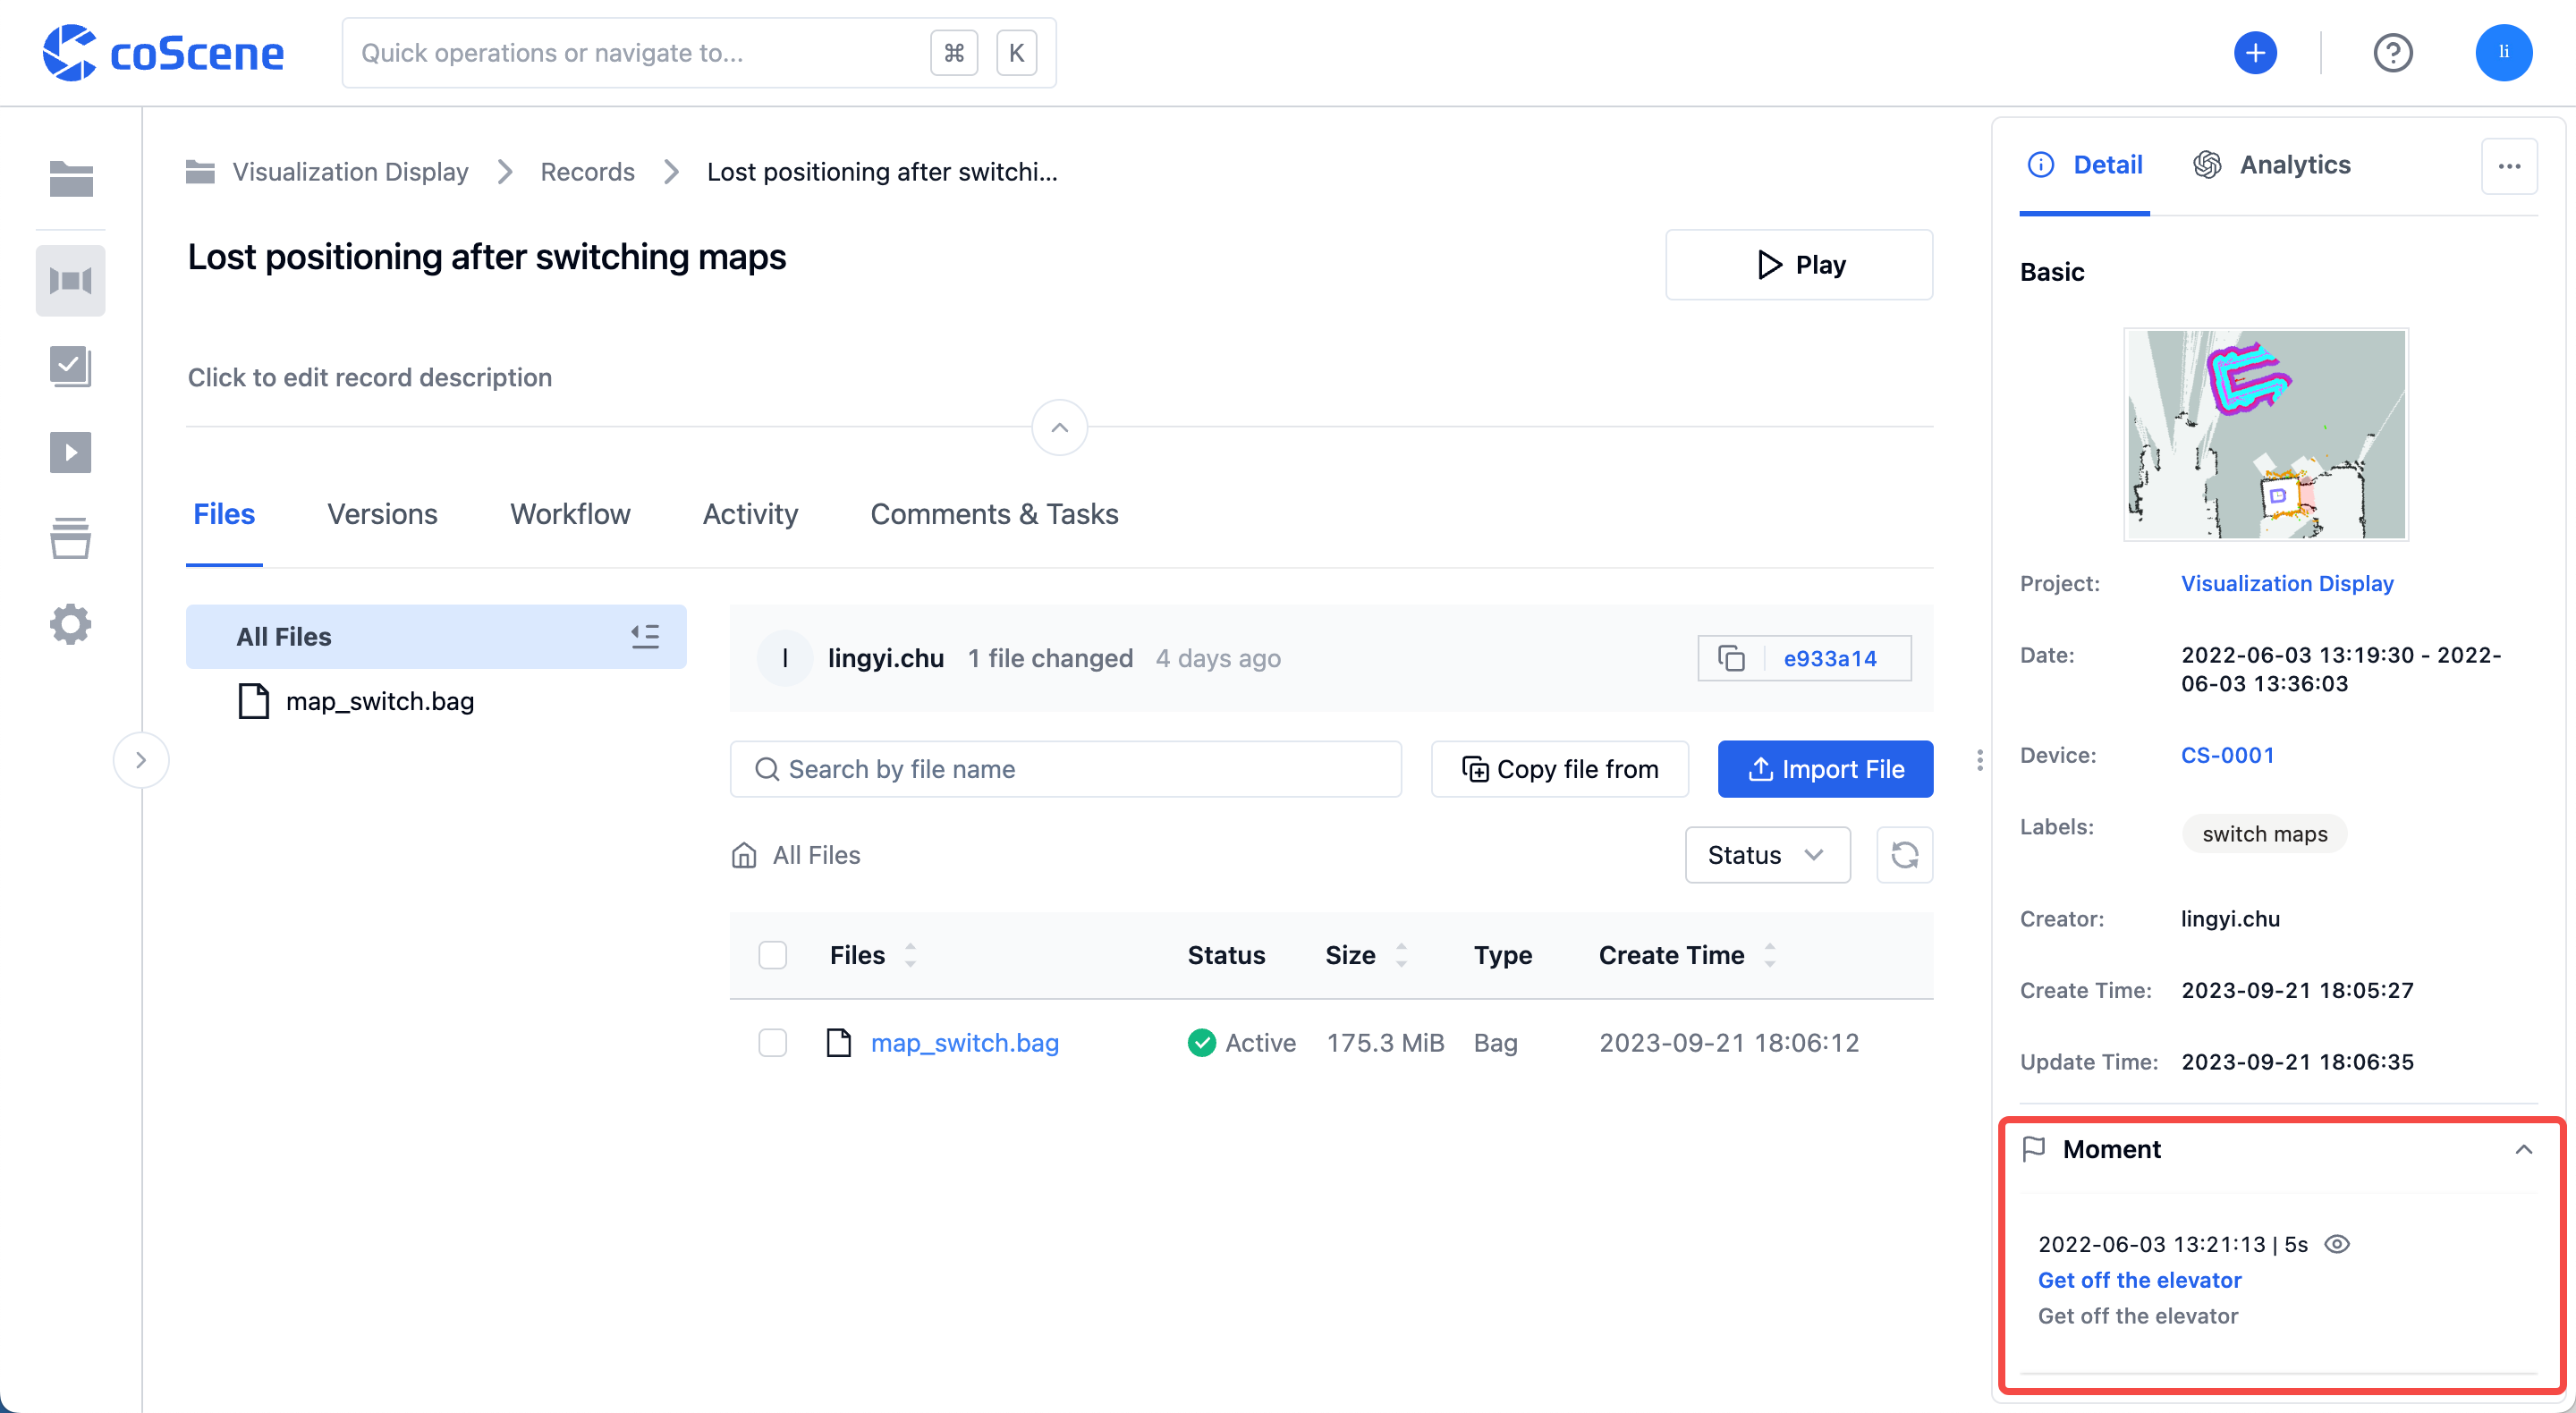 coScene
Quick operations or navigate to...
⌘ K
li
Visualization Display
Records
Lost positioning after switchi...
Lost positioning after switching maps
Play
Click to edit record description
Files
Versions
Workflow
Activity
Comments & Tasks
All Files
map_switch.bag
l
lingyi.chu 1 file changed 4 days ago
e933a14
Search by file name
Copy file from
Import File
All Files
Status
Files Status Size Type Create Time
map_switch.bag Active 175.3 MiB Bag 2023-09-21 18:06:12
Detail
Analytics
Basic
Project: Visualization Display
Date: 2022-06-03 13:19:30 - 2022-
06-03 13:36:03
Device: CS-0001
Labels: switch maps
Creator: lingyi.chu
Create Time: 2023-09-21 18:05:27
Update Time: 2023-09-21 18:06:35
Moment
2022-06-03 13:21:13 | 5s
Get off the elevator
Get off the elevator